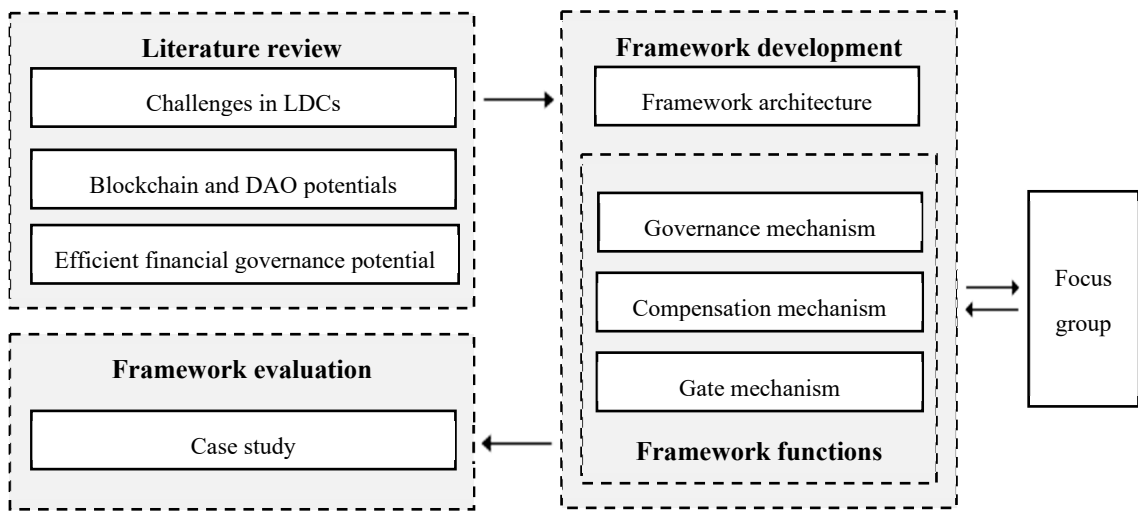 Literature review
Challenges in LDCs
Blockchain and DAO potentials
Efficient financial governance potential
Framework development
Framework architecture
Governance mechanism
Compensation mechanism
Gate mechanism
Framework functions
Focus
group
Framework evaluation
Case study